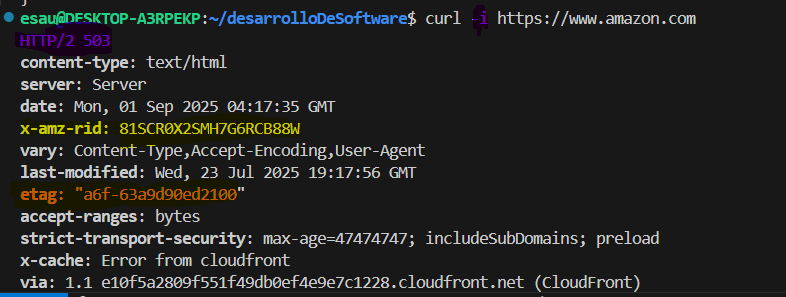 esau@DESKTOP-A3RPEKP:~/desarrolloDeSoftware$ curl -i https://www.amazon.com
HTTP/2 503
content-type: text/html
server: Server
date: Mon, 01 Sep 2025 04:17:35 GMT
x-amz-rid: 81SCR0X2SMH7G6RCB88W
vary: Content-Type,Accept-Encoding,User-Agent
last-modified: Wed, 23 Jul 2025 19:17:56 GMT
etag: "a6f-63a9d90ed2100"
accept-ranges: bytes
strict-transport-security: max-age=47474747; includeSubDomains; preload
x-cache: Error from cloudfront
via: 1.1 e10f5a2809f551f49db0ef4e9e7c1228.cloudfront.net (CloudFront)